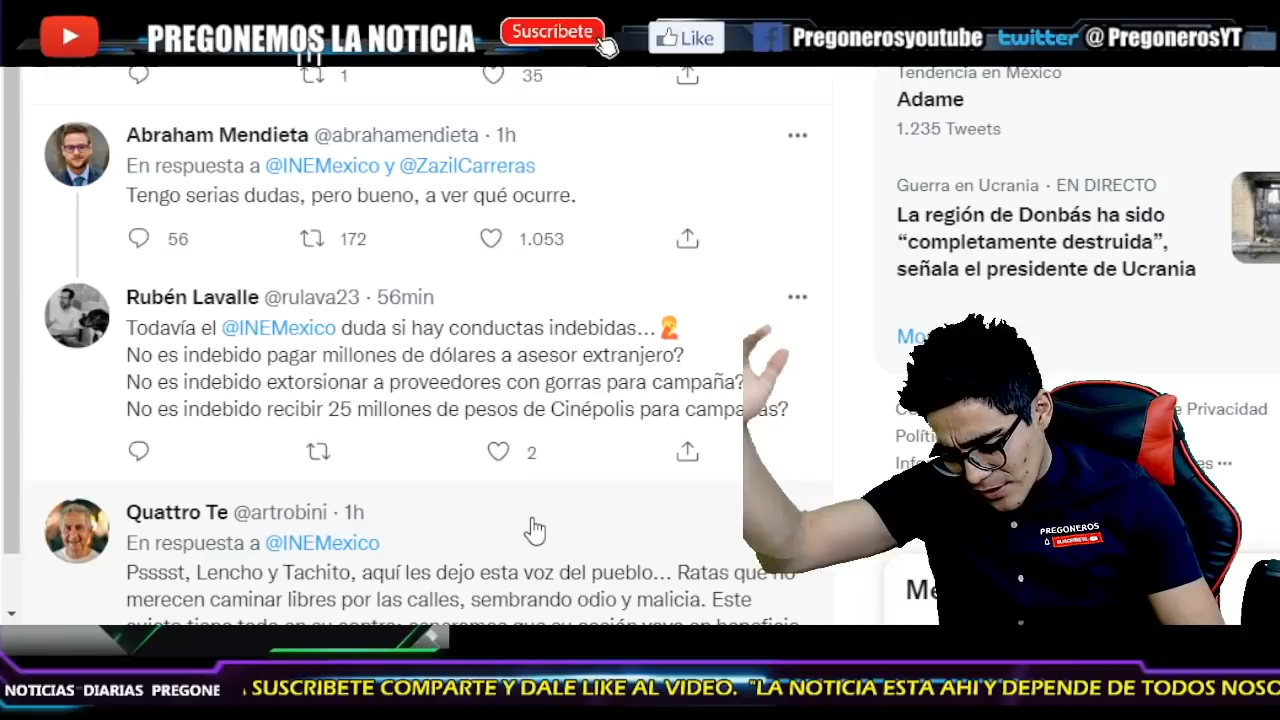 PREGONEMOS LA NOTICIA
Suscríbete
Like
Pregonerosyoutube
twitter @PregonerosYT
1
35
Abraham Mendieta @abrahamendieta · 1h
En respuesta a @INEMexico y @ZazilCarreras
Tengo serias dudas, pero bueno, a ver qué ocurre.
56
172
1.053
Rubén Lavalle @rulava23 · 56min
Todavía el @INEMexico duda si hay conductas indebidas...
No es indebido pagar millones de dólares a asesor extranjero?
No es indebido extorsionar a proveedores con gorras para campaña?
No es indebido recibir 25 millones de pesos de Cinépolis para
2
Quattro Te @artrobini · 1h
En respuesta a @INEMexico
Psssst, Lencho y Tachito, aquí les dejo esta voz del pueblo... Ratas que no
merecen caminar libres por las calles, sembrando odio y malicia. Este
Tendencia en México
Adame
1.235 Tweets
Guerra en Ucrania · EN DIRECTO
La región de Donbás ha sido
“completamente destruida”,
señala el presidente de Ucrania
e Privacidad
PREGONEROS
SUSCRIBETE
NOTICIAS DIARIAS PREGONE
SUSCRIBETE COMPARTE Y DALE LIKE AL VIDEO. "LA NOTICIA ESTA AHI Y DEPENDE DE TODOS NOSO